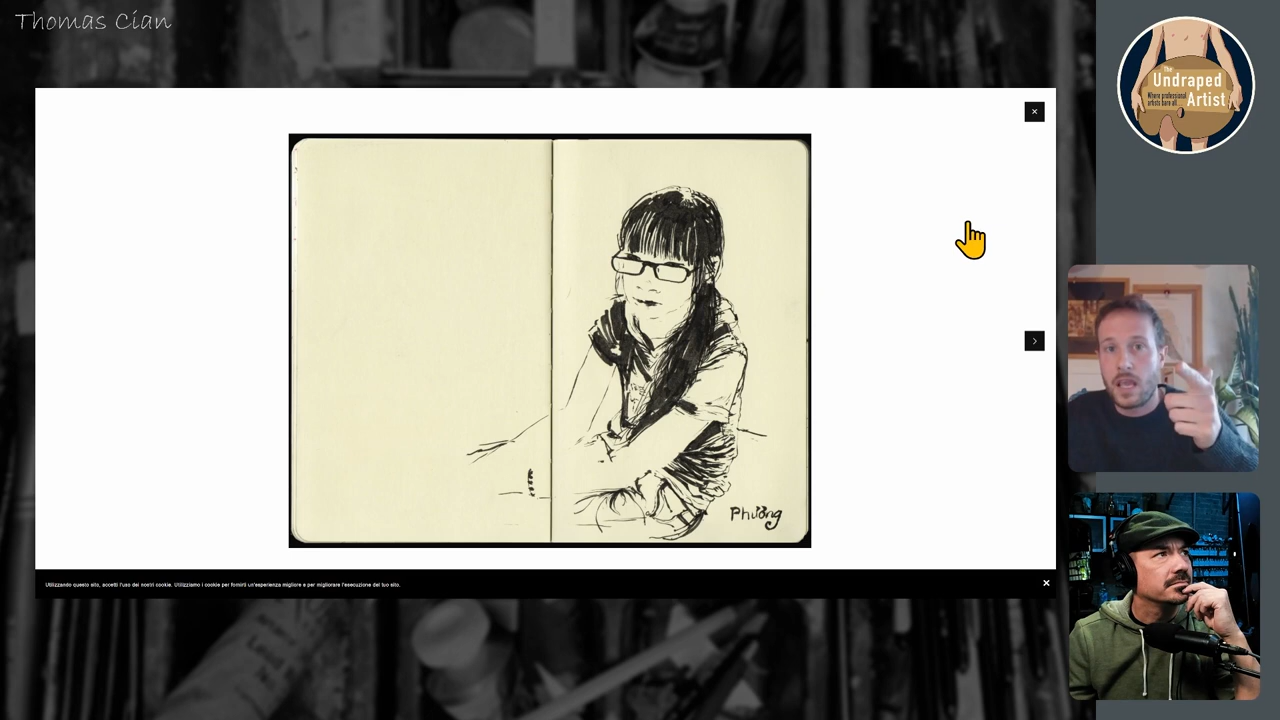 Thomas Cian
The
Undraped
Where professional
artists bare all...
Artist
Phương
Utilizzando questo sito, accetti l'uso dei nostri cookie. Utilizziamo i cookie per fornirti un'esperienza migliore e per migliorare l'esecuzione del tuo sito.